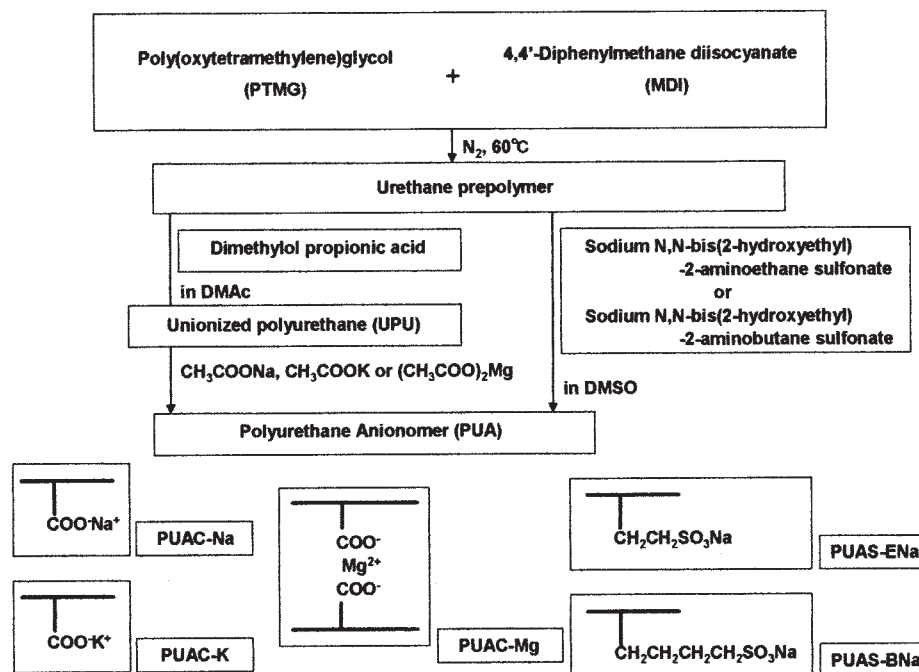 Poly(oxytetramethylene)glycol
(PTMG)
+
4,4'-Diphenylmethane diisocyanate
(MDI)
N₂, 60℃
Urethane prepolymer
Dimethylol propionic acid
in DMAc
Unionized polyurethane (UPU)
CH₃COONa, CH₃COOK or (CH₃COO)₂Mg
Sodium N,N-bis(2-hydroxyethyl)
-2-aminoethane sulfonate
or
Sodium N,N-bis(2-hydroxyethyl)
-2-aminobutane sulfonate
in DMSO
Polyurethane Anionomer (PUA)
COO⁻Na⁺
PUAC-Na
COO⁻K⁺
PUAC-K
COO⁻
Mg²⁺
COO⁻
PUAC-Mg
CH₂CH₂SO₃Na
PUAS-ENa
CH₂CH₂CH₂CH₂SO₃Na
PUAS-BNa